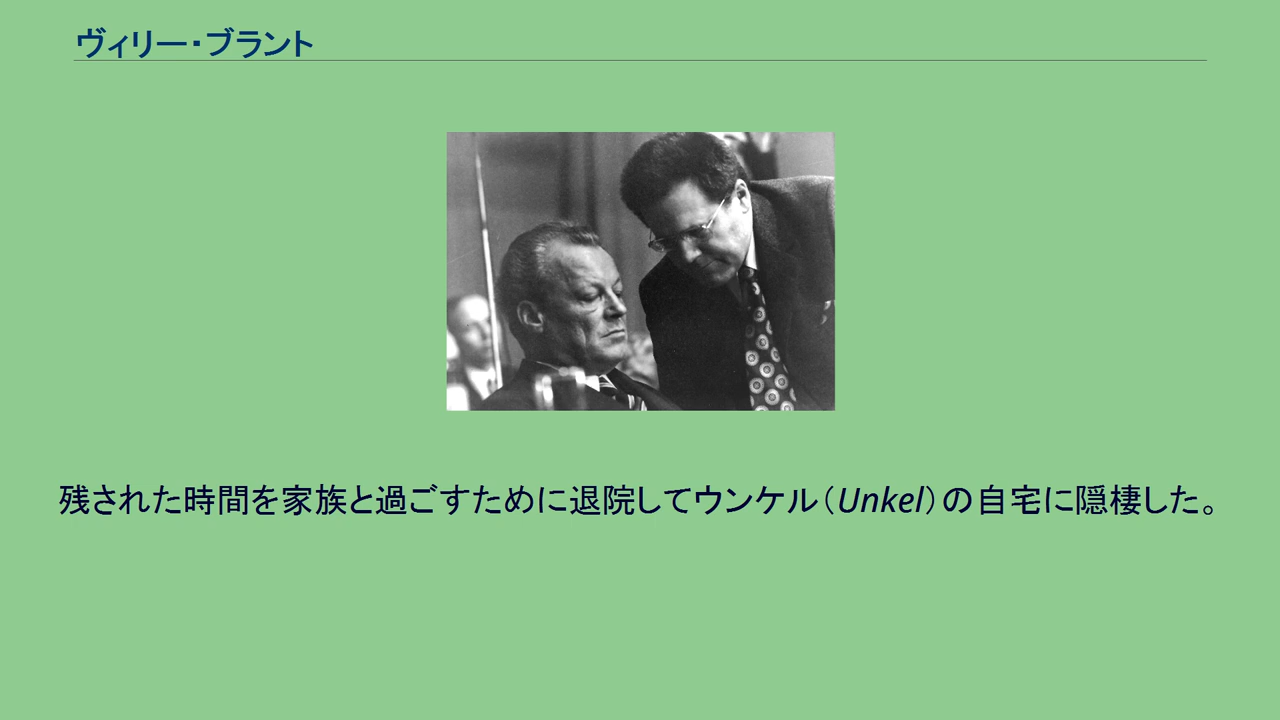 ヴィリー・ブラント
残された時間を家族と過ごすために退院してウンケル（Unkel）の自宅に隠棲した。